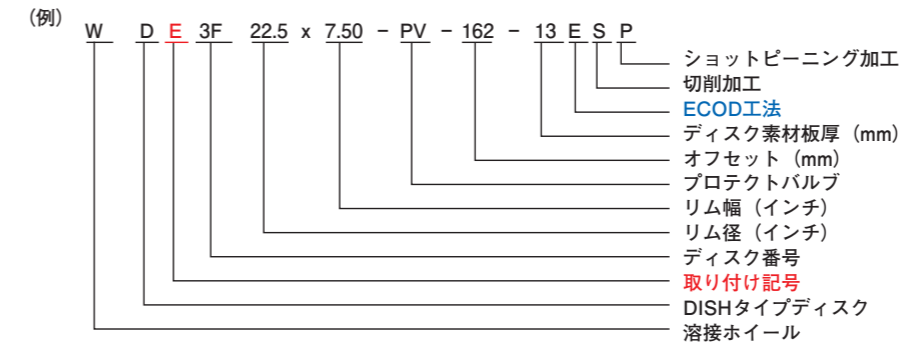 (例)
W D E 3F 22.5 x 7.50 - PV - 162 - 13 E S P
ショットピーニング加工
切削加工
ECOD工法
ディスク素材板厚（mm）
オフセット（mm）
プロテクトバルブ
リム幅（インチ）
リム径（インチ）
ディスク番号
取り付け記号
DISHタイプディスク
溶接ホイール